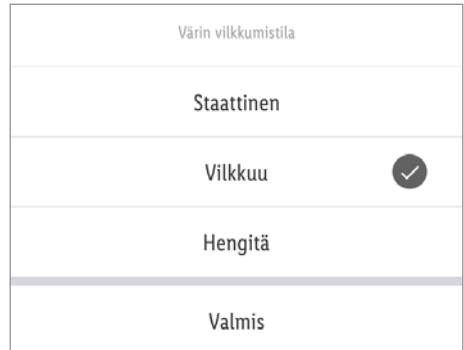 Värin vilkkumistila
Staattinen
Vilkkuu
Hengitä
Valmis